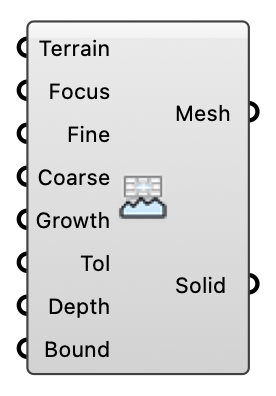 Terrain
Focus
Fine
Coarse
Growth
Tol
Depth
Bound
Mesh
Solid